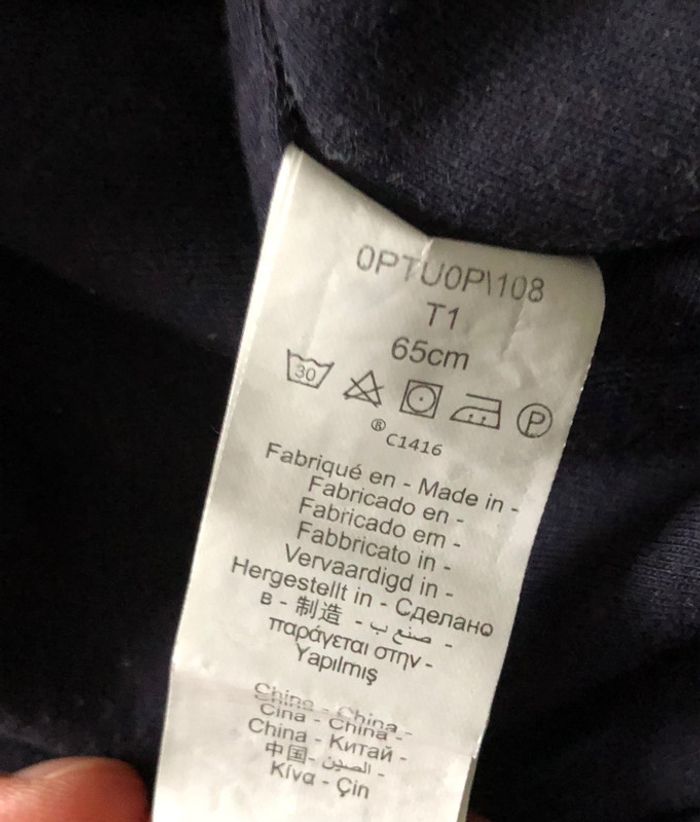 0PTU0P\108
T1
65cm
30 P
® C1416
Fabriqué en - Made in -
Fabricado en -
Fabricado em -
Fabbricato in -
Vervaardigd in -
Hergestellt in - Сделано
в - 制造 - صنع ب -
παράγεται στην -
Yapılmış
Chine - China -
Cina - China -
China - Китай -
中国 - الصين -
Κίνα - Çin